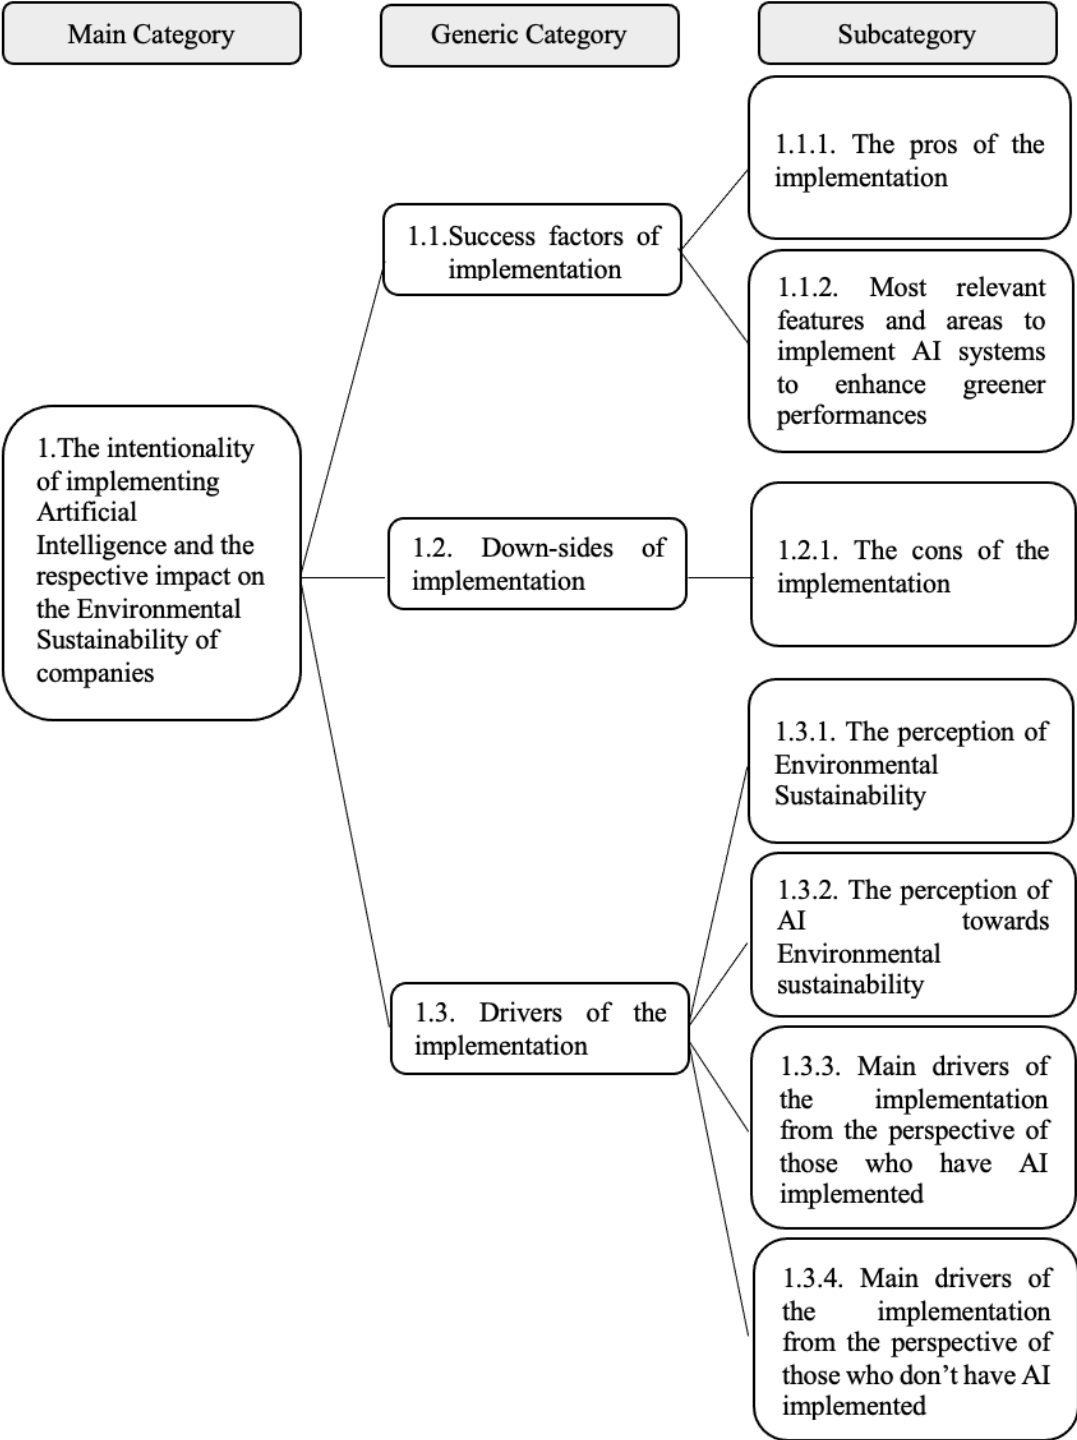 Main Category
Generic Category
Subcategory
1.1.1. The pros of the
implementation
1.1.Success factors of
implementation
1.1.2. Most relevant
features and areas to
implement AI systems
to enhance greener
performances
1.The intentionality
of implementing
Artificial
Intelligence and the
respective impact on
the Environmental
Sustainability of
companies
1.2. Down-sides of
implementation
1.2.1. The cons of the
implementation
1.3.1. The perception of
Environmental
Sustainability
1.3.2. The perception of
AI towards
Environmental
sustainability
1.3. Drivers of the
implementation
1.3.3. Main drivers of
the implementation
from the perspective of
those who have AI
implemented
1.3.4. Main drivers of
the implementation
from the perspective of
those who don’t have AI
implemented